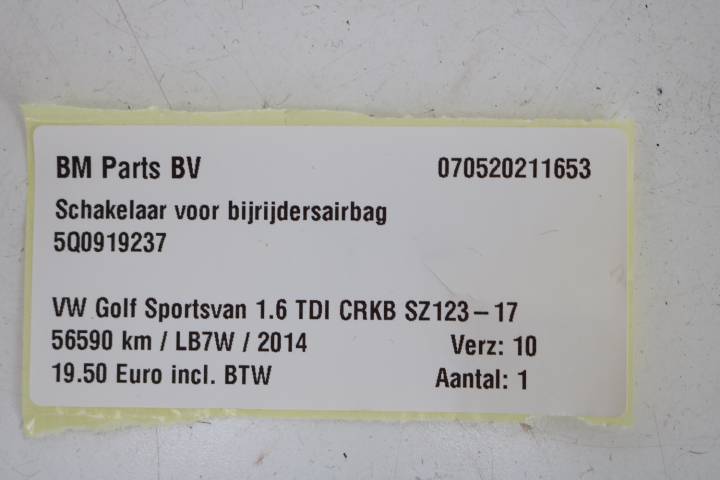 BM Parts BV 070520211653
Schakelaar voor bijrijdersairbag
5Q0919237
VW Golf Sportsvan 1.6 TDI CRKB SZ123-17
56590 km / LB7W / 2014 Verz: 10
19.50 Euro incl. BTW Aantal: 1